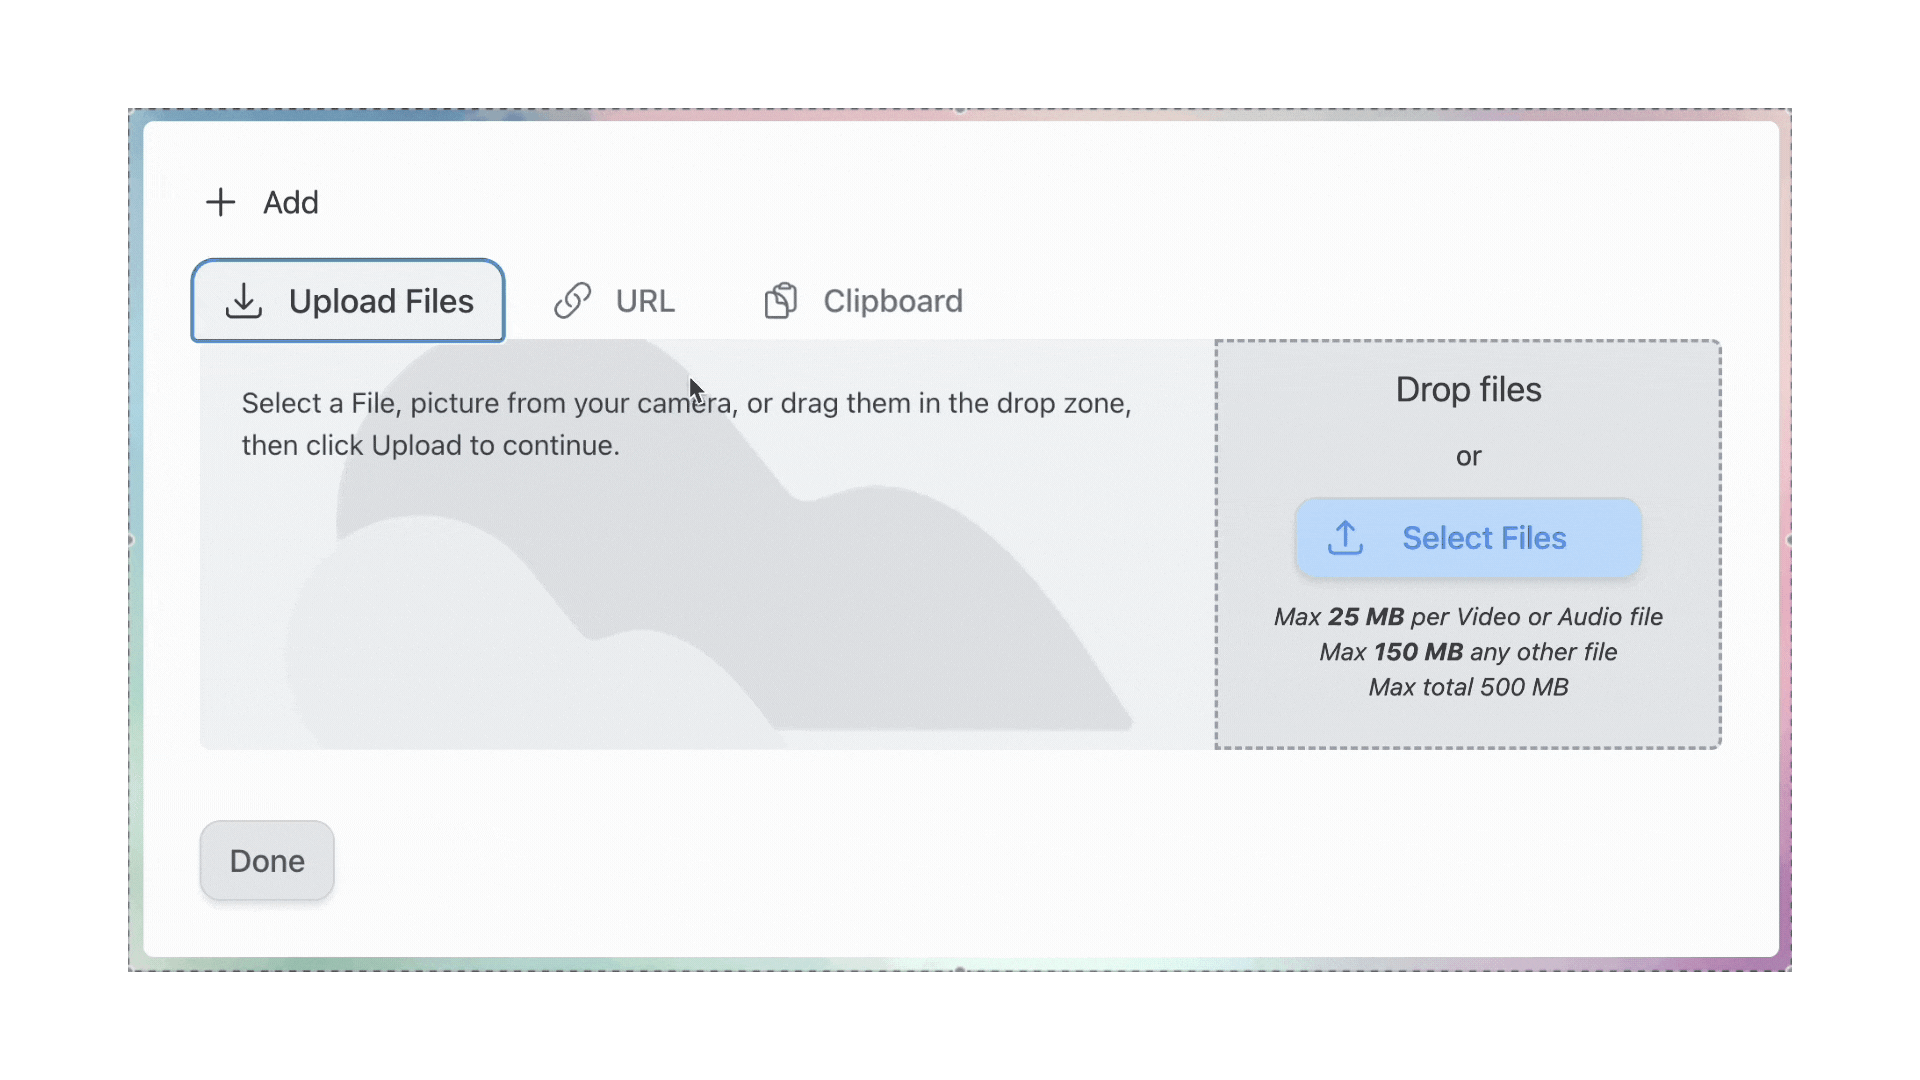 Add
Upload Files
URL
Clipboard
Select a File, picture from your camera, or drag them in the drop zone,
then click Upload to continue.
Drop files
or
Select Files
Max 25 MB per Video or Audio file
Max 150 MB any other file
Max total 500 MB
Done